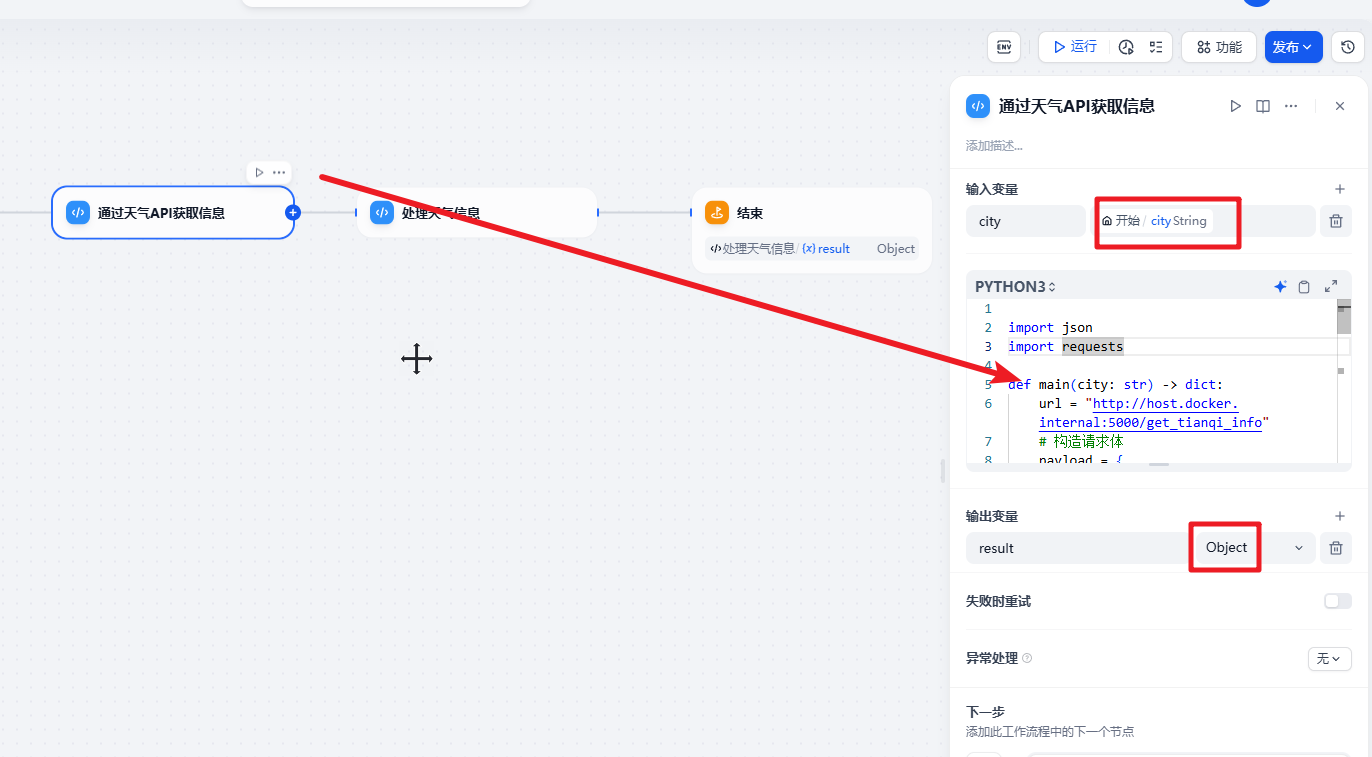 ENV
运行
功能
发布
通过天气API获取信息
添加描述...
输入变量
city
开始 / city String
PYTHON3
1
2 import json
3 import requests
4
5 def main(city: str) -> dict:
6 url = "http://host.docker.
internal:5000/get_tianqi_info"
7 # 构造请求体
8 payload = {
输出变量
result
Object
失败时重试
异常处理
无
下一步
添加此工作流程中的下一个节点
通过天气API获取信息
处理天气信息
结束
处理天气信息 / (x) result Object